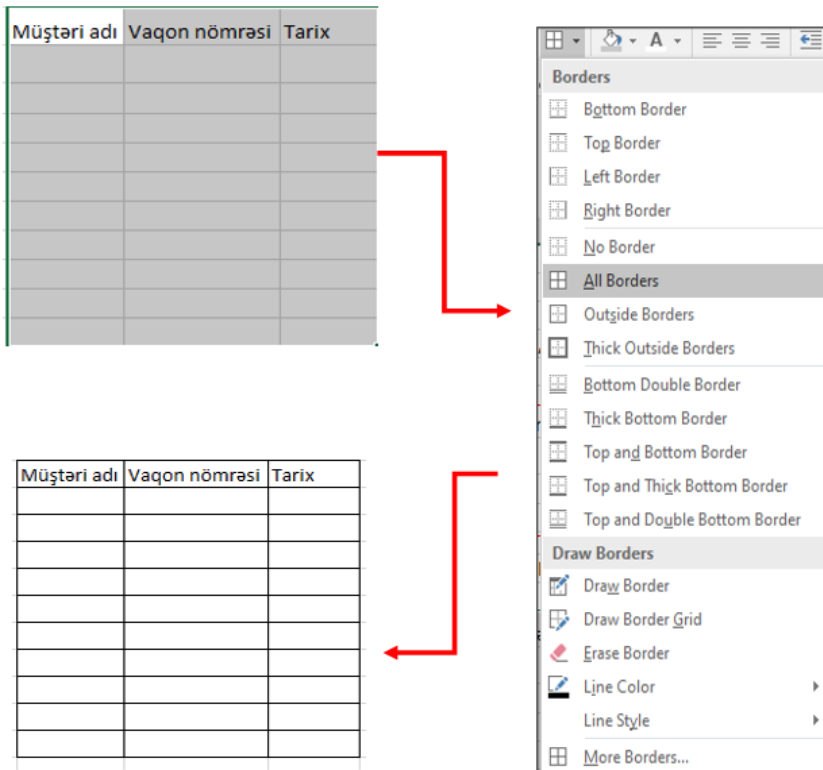 Müştəri adı Vaqon nömrəsi Tarix
A
Borders
Bottom Border
Top Border
Left Border
Right Border
No Border
All Borders
Outside Borders
Thick Outside Borders
Bottom Double Border
Thick Bottom Border
Top and Bottom Border
Top and Thick Bottom Border
Top and Double Bottom Border
Draw Borders
Draw Border
Draw Border Grid
Erase Border
Line Color
Line Style
More Borders...
Müştəri adı Vaqon nömrəsi Tarix